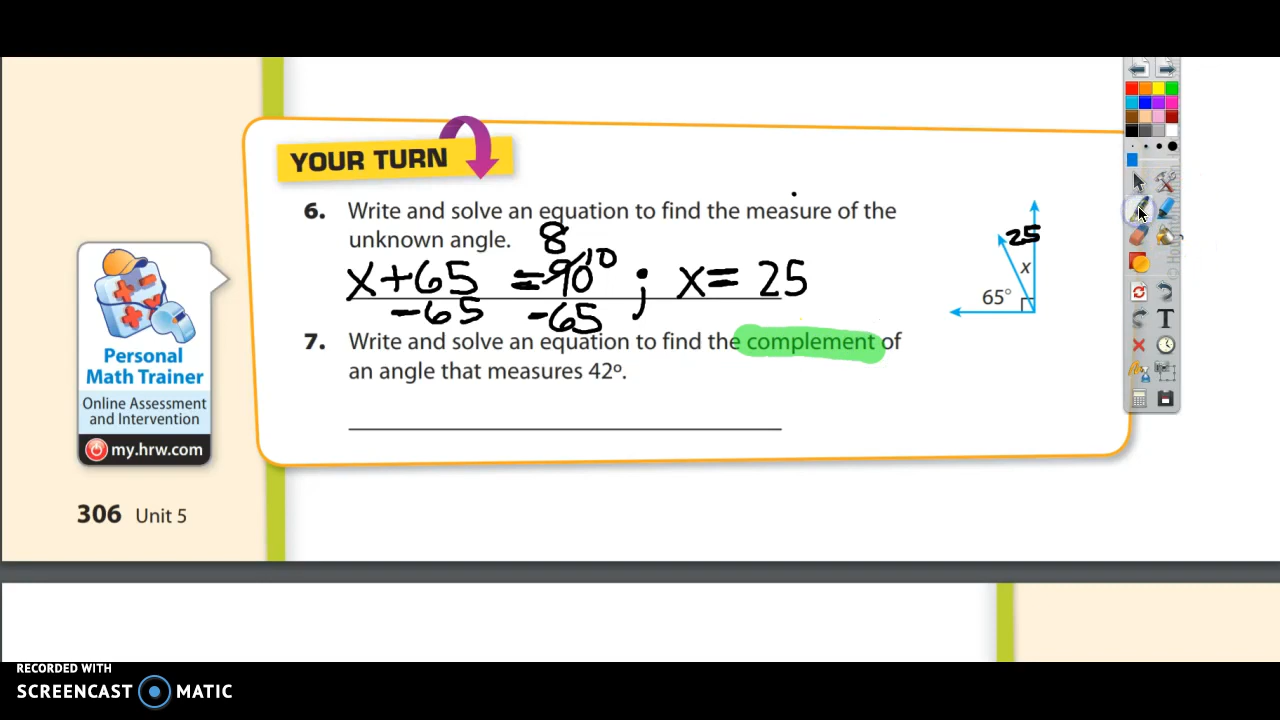 YOUR TURN
6. Write and solve an equation to find the measure of the
unknown angle.
8
x+65 = 90 10 ; x= 25
-65 -65
25
x
65°
7. Write and solve an equation to find the complement of
an angle that measures 42º.
Personal
Math Trainer
Online Assessment
and Intervention
my.hrw.com
306 Unit 5
RECORDED WITH
SCREENCAST MATIC